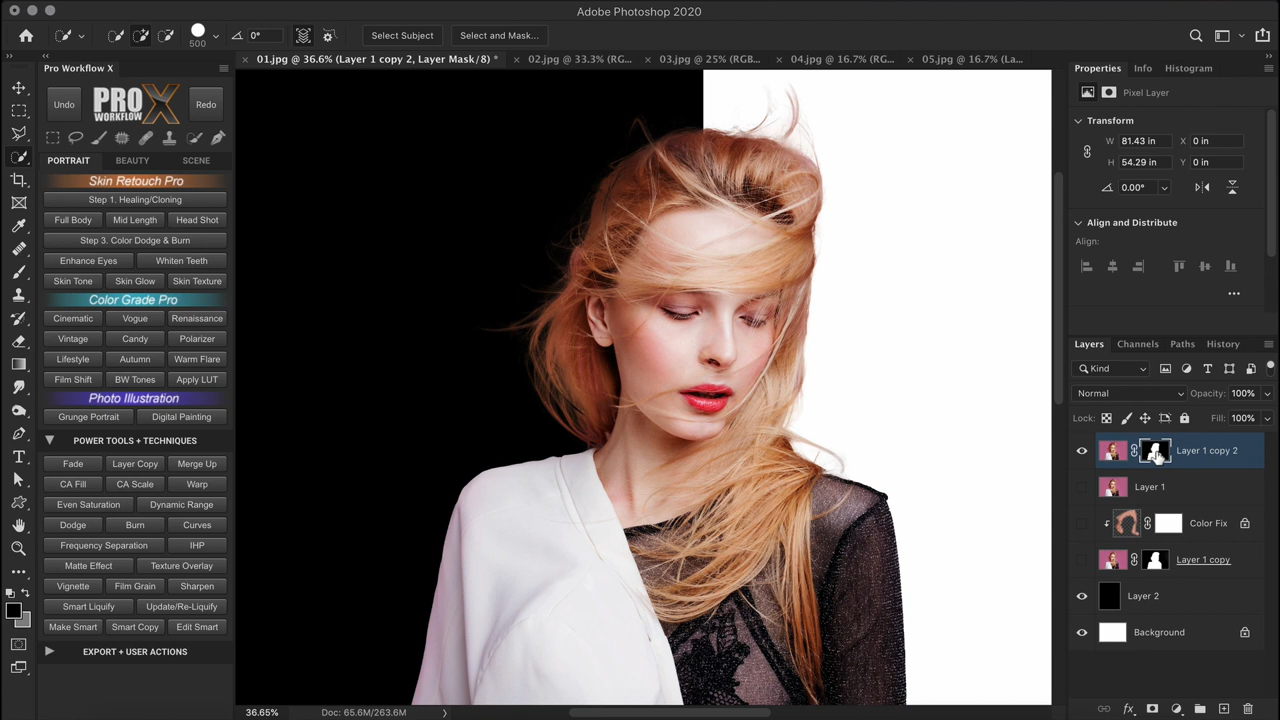 Adobe Photoshop 2020
500
0°
Select Subject
Select and Mask...
Pro Workflow X
01.jpg @ 36.6% (Layer 1 copy 2, Layer Mask/8) *
02.jpg @ 33.3% (RG...
03.jpg @ 25% (RGB...
04.jpg @ 16.7% (RG...
05.jpg @ 16.7% (La...
Undo
PRO X WORKFLOW
Redo
PORTRAIT
BEAUTY
SCENE
Skin Retouch Pro
Step 1. Healing/Cloning
Full Body
Mid Length
Head Shot
Step 3. Color Dodge & Burn
Enhance Eyes
Whiten Teeth
Skin Tone
Skin Glow
Skin Texture
Color Grade Pro
Cinematic
Vogue
Renaissance
Vintage
Candy
Polarizer
Lifestyle
Autumn
Warm Flare
Film Shift
BW Tones
Apply LUT
Photo Illustration
Grunge Portrait
Digital Painting
POWER TOOLS + TECHNIQUES
Fade
Layer Copy
Merge Up
CA Fill
CA Scale
Warp
Even Saturation
Dynamic Range
Dodge
Burn
Curves
Frequency Separation
IHP
Matte Effect
Texture Overlay
Vignette
Film Grain
Sharpen
Smart Liquify
Update/Re-Liquify
Make Smart
Smart Copy
Edit Smart
EXPORT + USER ACTIONS
36.65%
Doc: 65.6M/263.6M
Properties
Info
Histogram
Pixel Layer
Transform
W 81.43 in
X 0 in
H 54.29 in
Y 0 in
0.00°
Align and Distribute
Align:
Layers
Channels
Paths
History
Kind
Normal
Opacity: 100%
Lock:
Fill: 100%
Layer 1 copy 2
Layer 1
Color Fix
Layer 1 copy
Layer 2
Background
fx